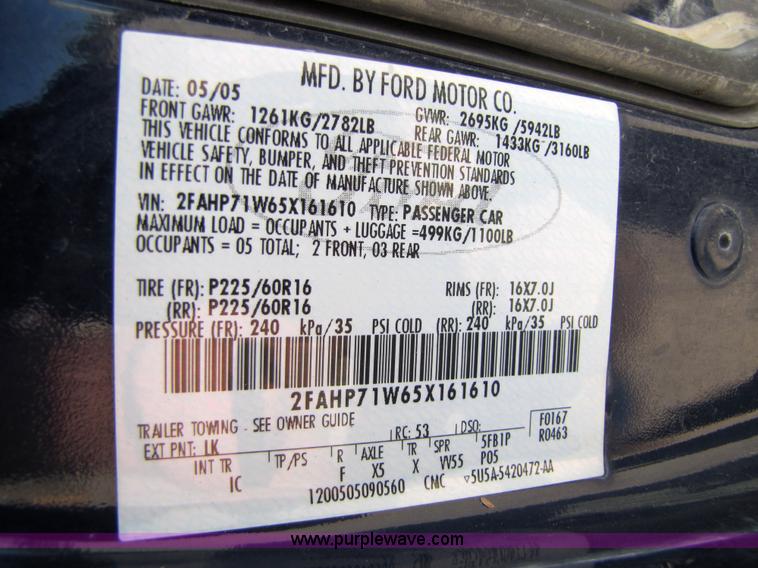 MFD. BY FORD MOTOR CO.
DATE: 05/05 GVWR: 2695KG /5942LB
FRONT GAWR: 1261KG/2782LB REAR GAWR: 1433KG /3160LB
THIS VEHICLE CONFORMS TO ALL APPLICABLE FEDERAL MOTOR
VEHICLE SAFETY, BUMPER, AND THEFT PREVENTION STANDARDS
IN EFFECT ON THE DATE OF MANUFACTURE SHOWN ABOVE.
VIN: 2FAHP71W65X161610 TYPE: PASSENGER CAR
MAXIMUM LOAD = OCCUPANTS + LUGGAGE =499KG/1100LB
OCCUPANTS = 05 TOTAL; 2 FRONT, 03 REAR
TIRE (FR): P225/60R16 RIMS (FR): 16X7.0J
(RR): P225/60R16 (RR): 16X7.0J
PRESSURE (FR): 240 kPa/35 PSI COLD (RR): 240 kPa/35 PSI COLD
2FAHP71W65X161610
TRAILER TOWING - SEE OWNER GUIDE RC: 53 DSO: F0167
EXT PNT: LK 5FB1P R0463
INT TR TP/PS R AXLE TR SPR P05
IC F X5 X VV55 ▿5U5A-5420472-AA
1200505090560 CMC
www.purplewave.com